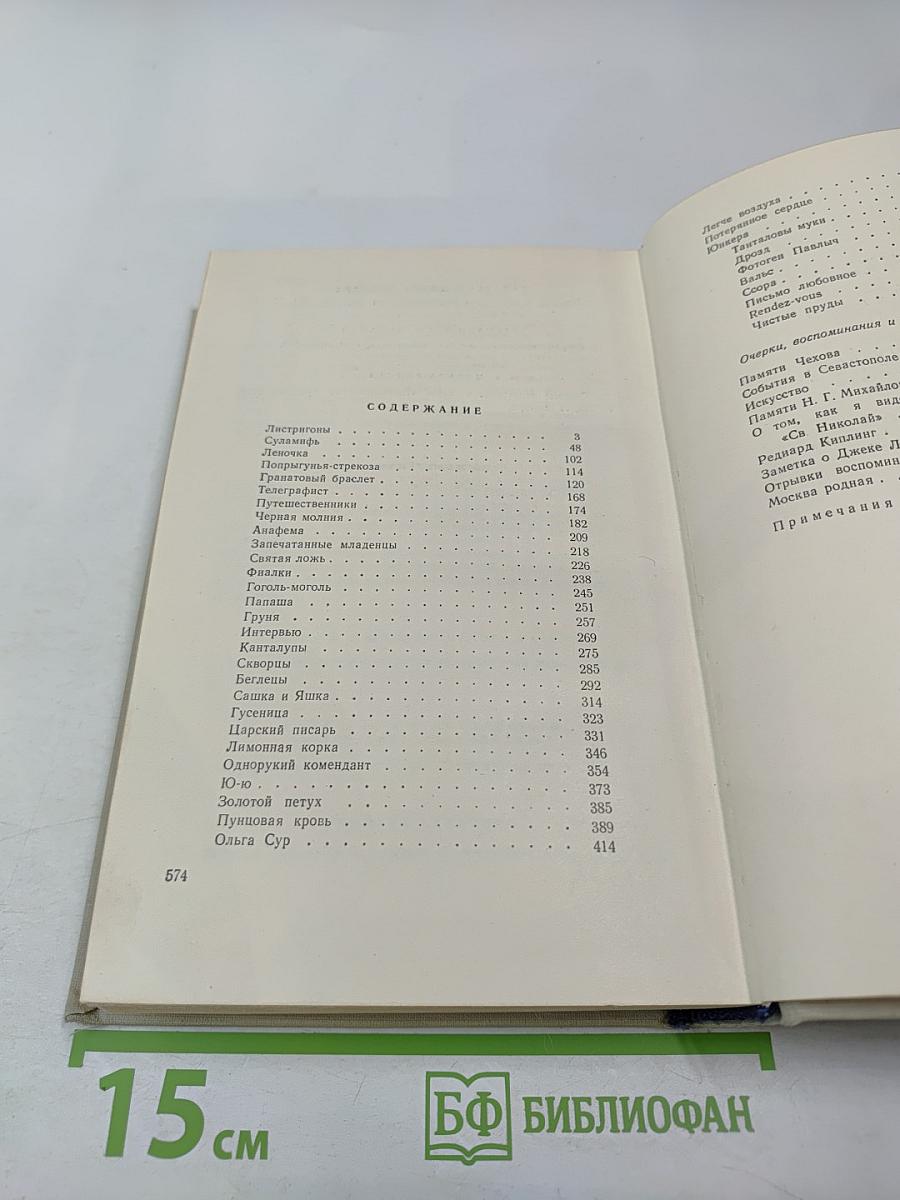 СОДЕРЖАНИЕ
Листригоны . . . . . . . . . . . . . . 3
Суламифь . . . . . . . . . . . . . . 48
Леночка . . . . . . . . . . . . . . 102
Попрыгунья-стрекоза . . . . . . . . . . . 114
Гранатовый браслет . . . . . . . . . . . 120
Телеграфист . . . . . . . . . . . . . 168
Путешественники . . . . . . . . . . . . 174
Черная молния . . . . . . . . . . . . . 182
Анафема . . . . . . . . . . . . . . 209
Запечатанные младенцы . . . . . . . . . . 218
Святая ложь . . . . . . . . . . . . . 226
Фиалки . . . . . . . . . . . . . . . 238
Гоголь-моголь . . . . . . . . . . . . . 245
Папаша . . . . . . . . . . . . . . . 251
Груня . . . . . . . . . . . . . . . 257
Интервью . . . . . . . . . . . . . . 269
Канталупы . . . . . . . . . . . . . . 275
Скворцы . . . . . . . . . . . . . . 285
Беглецы . . . . . . . . . . . . . . 292
Сашка и Яшка . . . . . . . . . . . . . 314
Гусеница . . . . . . . . . . . . . . 323
Царский писарь . . . . . . . . . . . . 331
Лимонная корка . . . . . . . . . . . . 346
Однорукий комендант . . . . . . . . . . . 354
Ю-ю . . . . . . . . . . . . . . . . 373
Золотой петух . . . . . . . . . . . . . 385
Пунцовая кровь . . . . . . . . . . . . 389
Ольга Сур . . . . . . . . . . . . . . 414
574
Легче воздуха . . . . .
Потерянное сердце . . . .
Юнкера . . . . . .
Танталовы муки . . . .
Дрозд . . . . . .
Фотоген Павлыч . . . .
Вальс . . . . . .
Ссора . . . . . .
Письмо любовное . . . .
Rendez-vous . . . . .
Чистые пруды . . . .
Очерки, воспоминания и
Памяти Чехова . . .
События в Севастополе
Искусство . . . .
Памяти Н. Г. Михайлов
О том, как я вид
«Св. Николай»
Редиард Киплинг .
Заметка о Джеке Л
Отрывки воспомин
Москва родная . .
Примечания
15 см
БФ БИБЛИОФАН